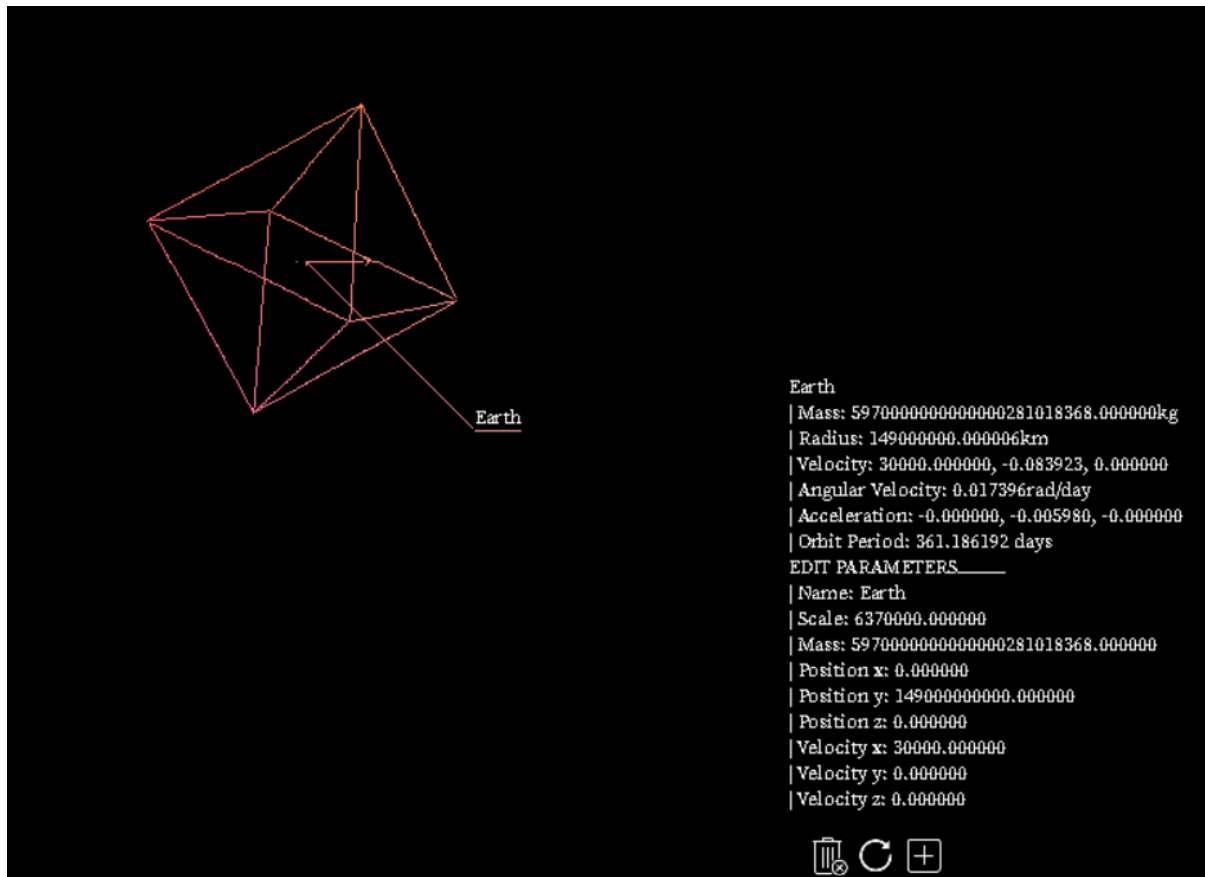 Earth
Earth
| Mass: 5970000000000000281018368.000000kg
| Radius: 149000000.000006km
| Velocity: 30000.000000, -0.083923, 0.000000
| Angular Velocity: 0.017396rad/day
| Acceleration: -0.000000, -0.005980, -0.000000
| Orbit Period: 361.186192 days
EDIT PARAMETERS_____
| Name: Earth
| Scale: 6370000.000000
| Mass: 5970000000000000281018368.000000
| Position x: 0.000000
| Position y: 149000000000.000000
| Position z: 0.000000
| Velocity x: 30000.000000
| Velocity y: 0.000000
| Velocity z: 0.000000